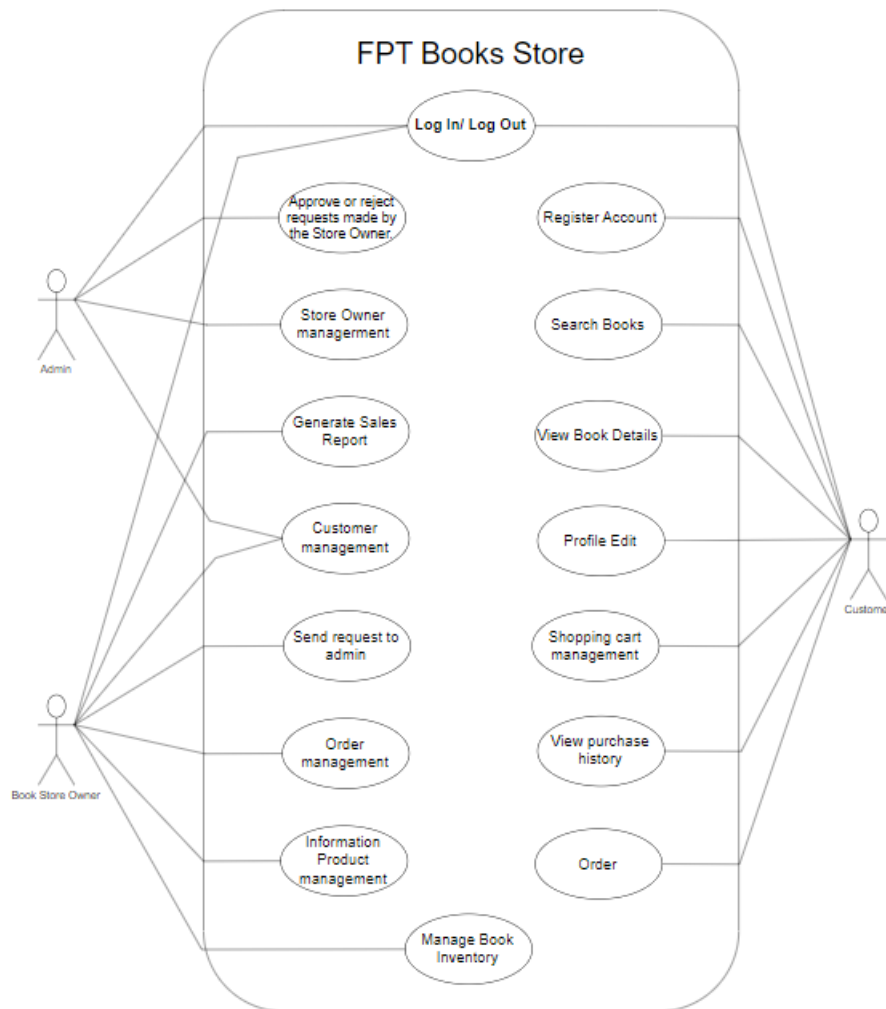 FPT Books Store
Log In/ Log Out
Approve or reject
requests made by
the Store Owner.
Register Account
Store Owner
managerment
Search Books
Generate Sales
Report
View Book Details
Admin
Customer
management
Profile Edit
Custome
Send request to
admin
Shopping cart
management
Order
management
View purchase
history
Book Store Owner
Information
Product
management
Order
Manage Book
Inventory